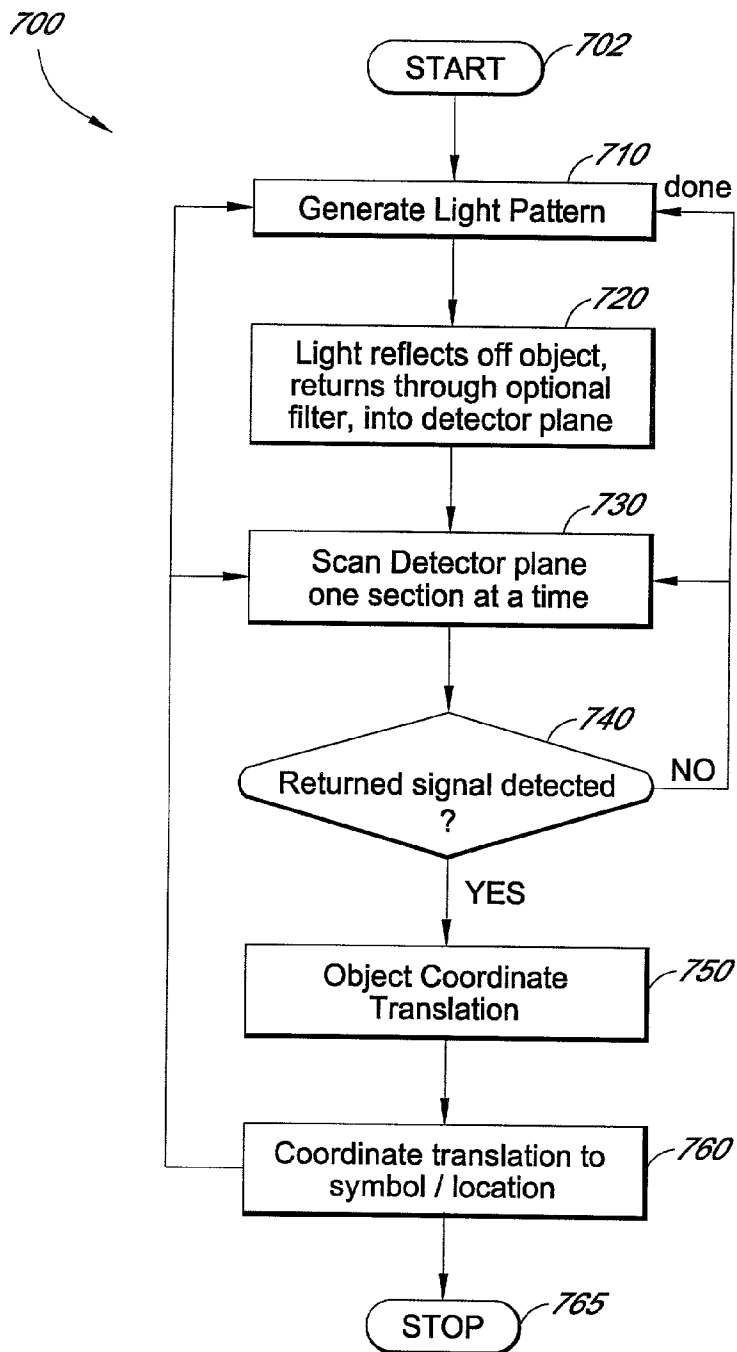 700
START
702
710
done
Generate Light Pattern
720
Light reflects off object,
returns through optional
filter, into detector plane
730
Scan Detector plane
one section at a time
740
Returned signal detected
?
NO
YES
Object Coordinate
Translation
750
Coordinate translation to
symbol / location
760
STOP
765